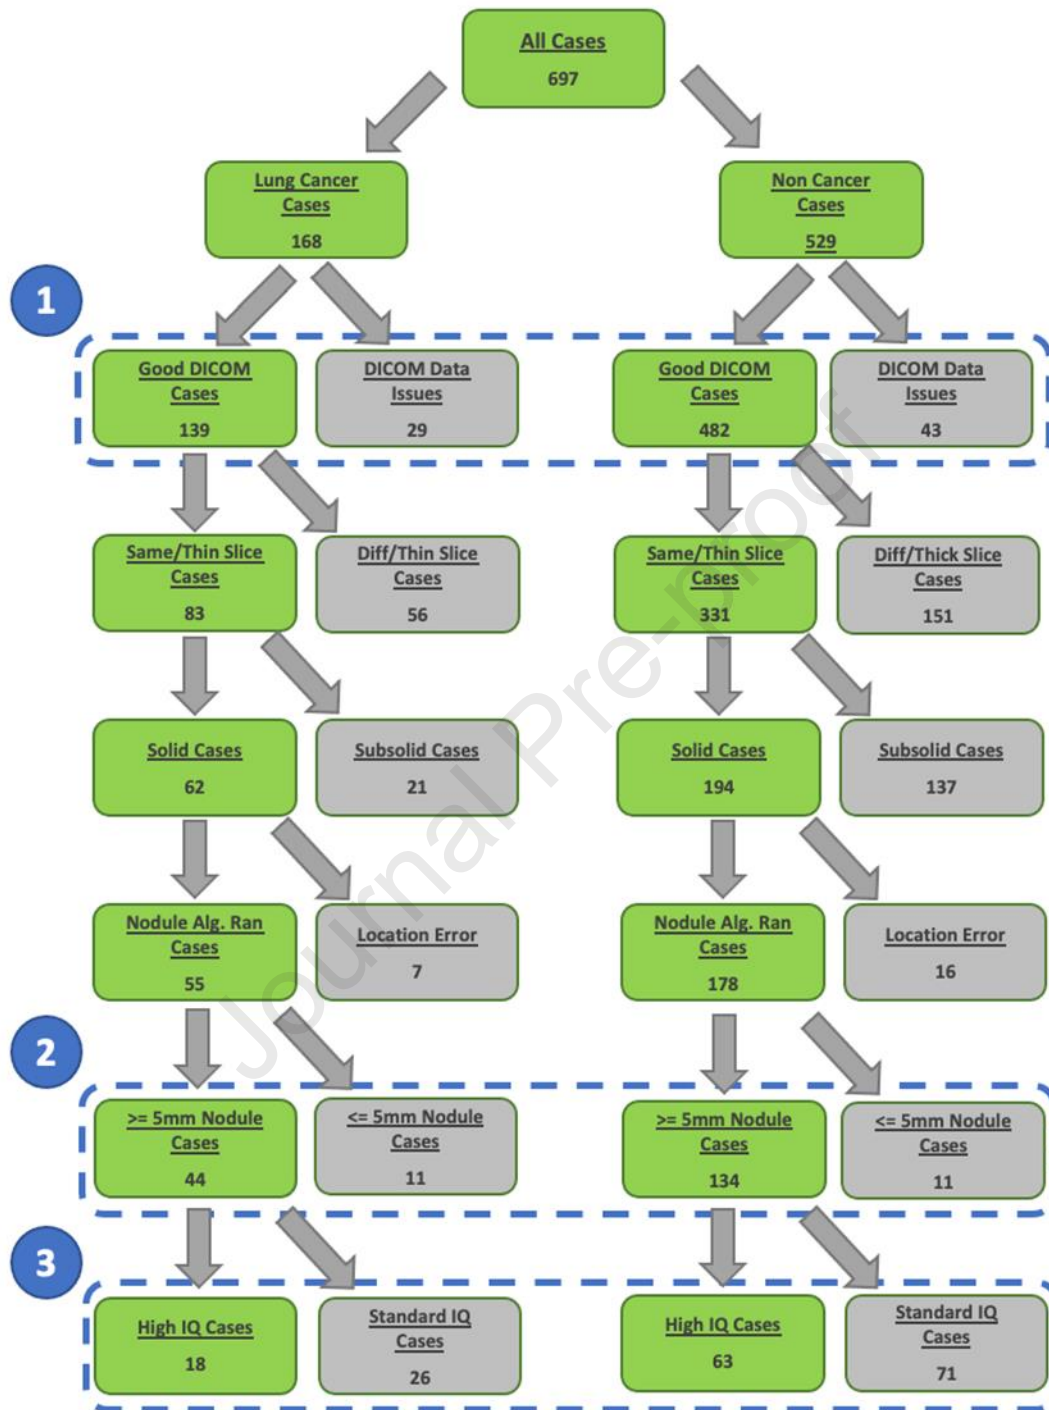 All Cases
697
Lung Cancer
Cases
168
Non Cancer
Cases
529
1
Good DICOM
Cases
139
DICOM Data
Issues
29
Good DICOM
Cases
482
DICOM Data
Issues
43
Same/Thin Slice
Cases
83
Diff/Thin Slice
Cases
56
Same/Thin Slice
Cases
331
Diff/Thick Slice
Cases
151
Solid Cases
62
Subsolid Cases
21
Solid Cases
194
Subsolid Cases
137
Nodule Alg. Ran
Cases
55
Location Error
7
Nodule Alg. Ran
Cases
178
Location Error
16
2
>= 5mm Nodule
Cases
44
<= 5mm Nodule
Cases
11
>= 5mm Nodule
Cases
134
<= 5mm Nodule
Cases
11
3
High IQ Cases
18
Standard IQ
Cases
26
High IQ Cases
63
Standard IQ
Cases
71
Journal Pre-proof